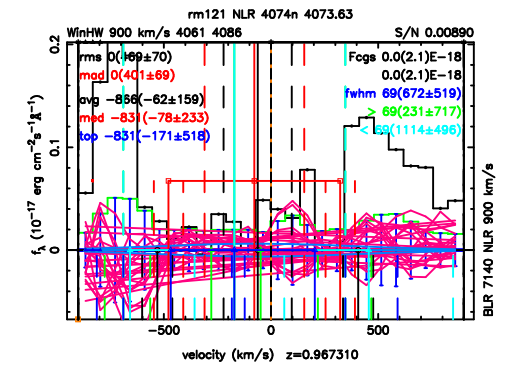 rm121 NLR 4074n 4073.63
WinHW 900 km/s 4061 4086 S/N 0.00890
rms 0(469±70) Fcgs 0.0(2.1)E-18
mad 0(401±69) 0.0(2.1)E-18
avg -866(-62±159) fwhm 69(672±519)
med -831(-78±233) > 69(231±717)
top -831(-171±518) < 69(1114±496)
0.2
0.1
0
fλ (10⁻¹⁷ erg cm⁻²s⁻¹Å⁻¹)
BLR 7140 NLR 900 km/s
-500 0 500
velocity (km/s) z=0.967310